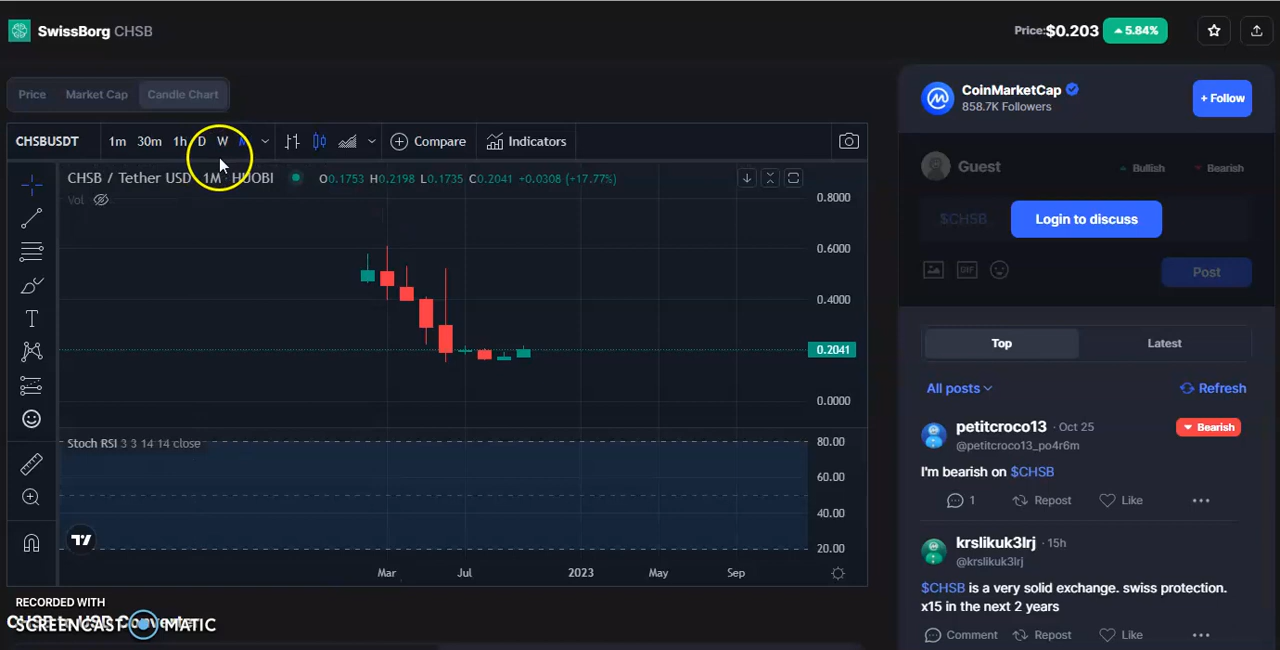 SwissBorg CHSB
Price:$0.203 5.84%
Price Market Cap Candle Chart
CHSBUSDT 1m 30m 1h D W M Compare Indicators
CHSB / Tether USD 1M HUOBI O0.1753 H0.2198 L0.1735 C0.2041 +0.0308 (+17.77%)
Vol
0.8000
0.6000
0.4000
0.2041
0.0000
Stoch RSI 3 3 14 14 close
80.00
60.00
40.00
20.00
Mar Jul 2023 May Sep
RECORDED WITH
SCREENCAST MATIC
CoinMarketCap
858.7K Followers
+ Follow
Guest
Bullish Bearish
$CHSB
Login to discuss
GIF
Post
Top Latest
All posts Refresh
petitcroco13 · Oct 25 Bearish
@petitcroco13_po4r6m
I'm bearish on $CHSB
1 Repost Like
krslikuk3lrj · 15h
@krslikuk3lrj
$CHSB is a very solid exchange. swiss protection.
x15 in the next 2 years
Comment Repost Like